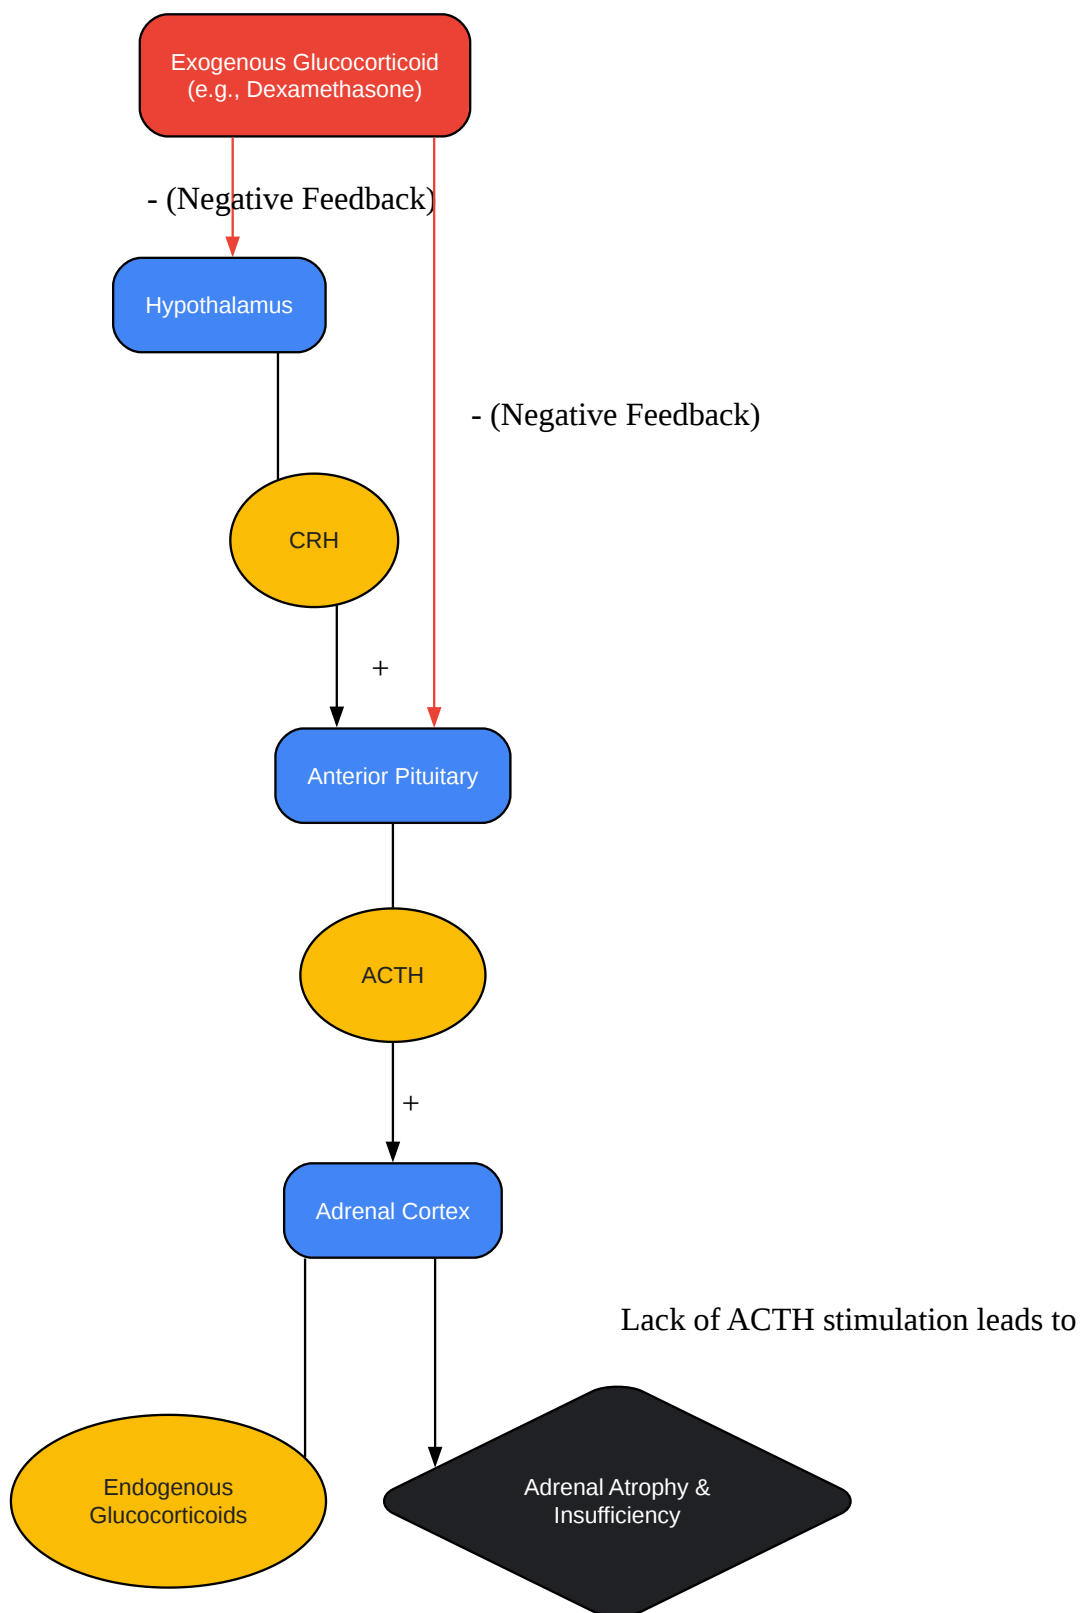 Exogenous Glucocorticoid
(e.g., Dexamethasone)
- (Negative Feedback)
Hypothalamus
- (Negative Feedback)
CRH
+
Anterior Pituitary
ACTH
+
Adrenal Cortex
Lack of ACTH stimulation leads to
Endogenous
Glucocorticoids
Adrenal Atrophy &
Insufficiency